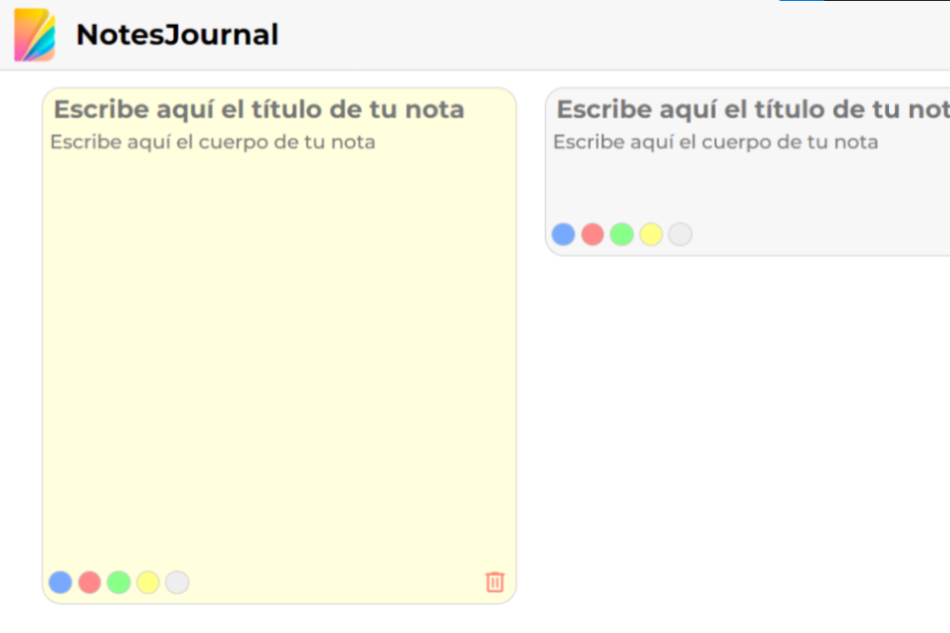 NotesJournal
Escribe aquí el título de tu nota
Escribe aquí el cuerpo de tu nota
Escribe aquí el título de tu not
Escribe aquí el cuerpo de tu nota